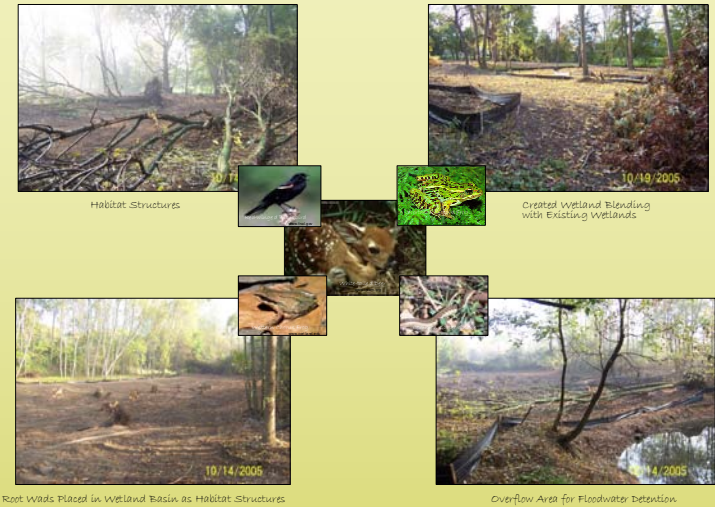 10/19/2005
Habitat Structures
Created Wetland Blending
with Existing Wetlands
10/14/2005
10/14/2005
Root Wads Placed in Wetland Basin as Habitat Structures
Overflow Area for Floodwater Detention